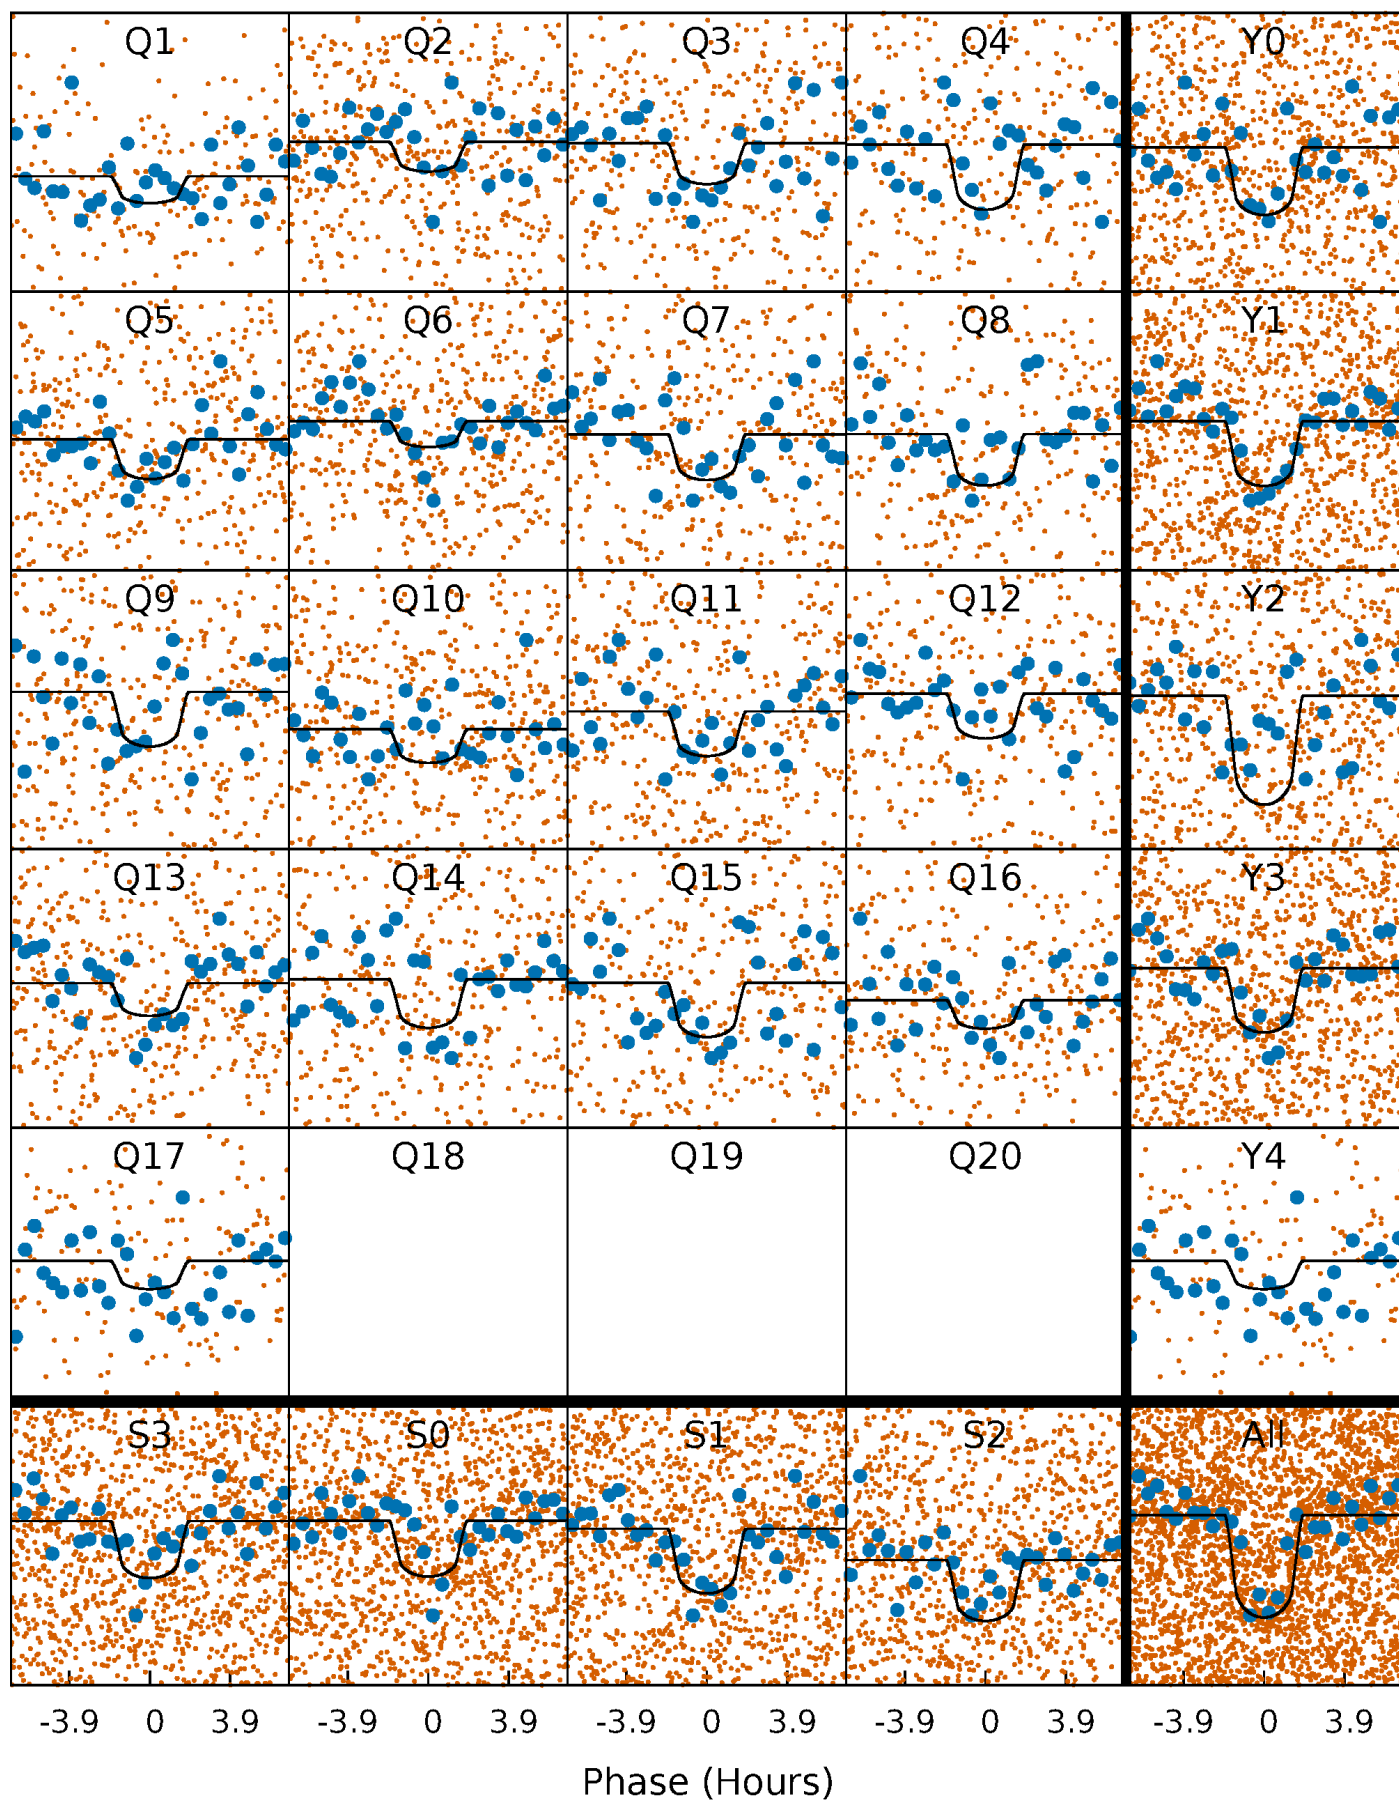 Q1 Q2 Q3 Q4 Y0
Q5 Q6 Q7 Q8 Y1
Q9 Q10 Q11 Q12 Y2
Q13 Q14 Q15 Q16 Y3
Q17 Q18 Q19 Q20 Y4
S3 S0 S1 S2 All
-3.9 0 3.9 -3.9 0 3.9 -3.9 0 3.9 -3.9 0 3.9 -3.9 0 3.9
Phase (Hours)